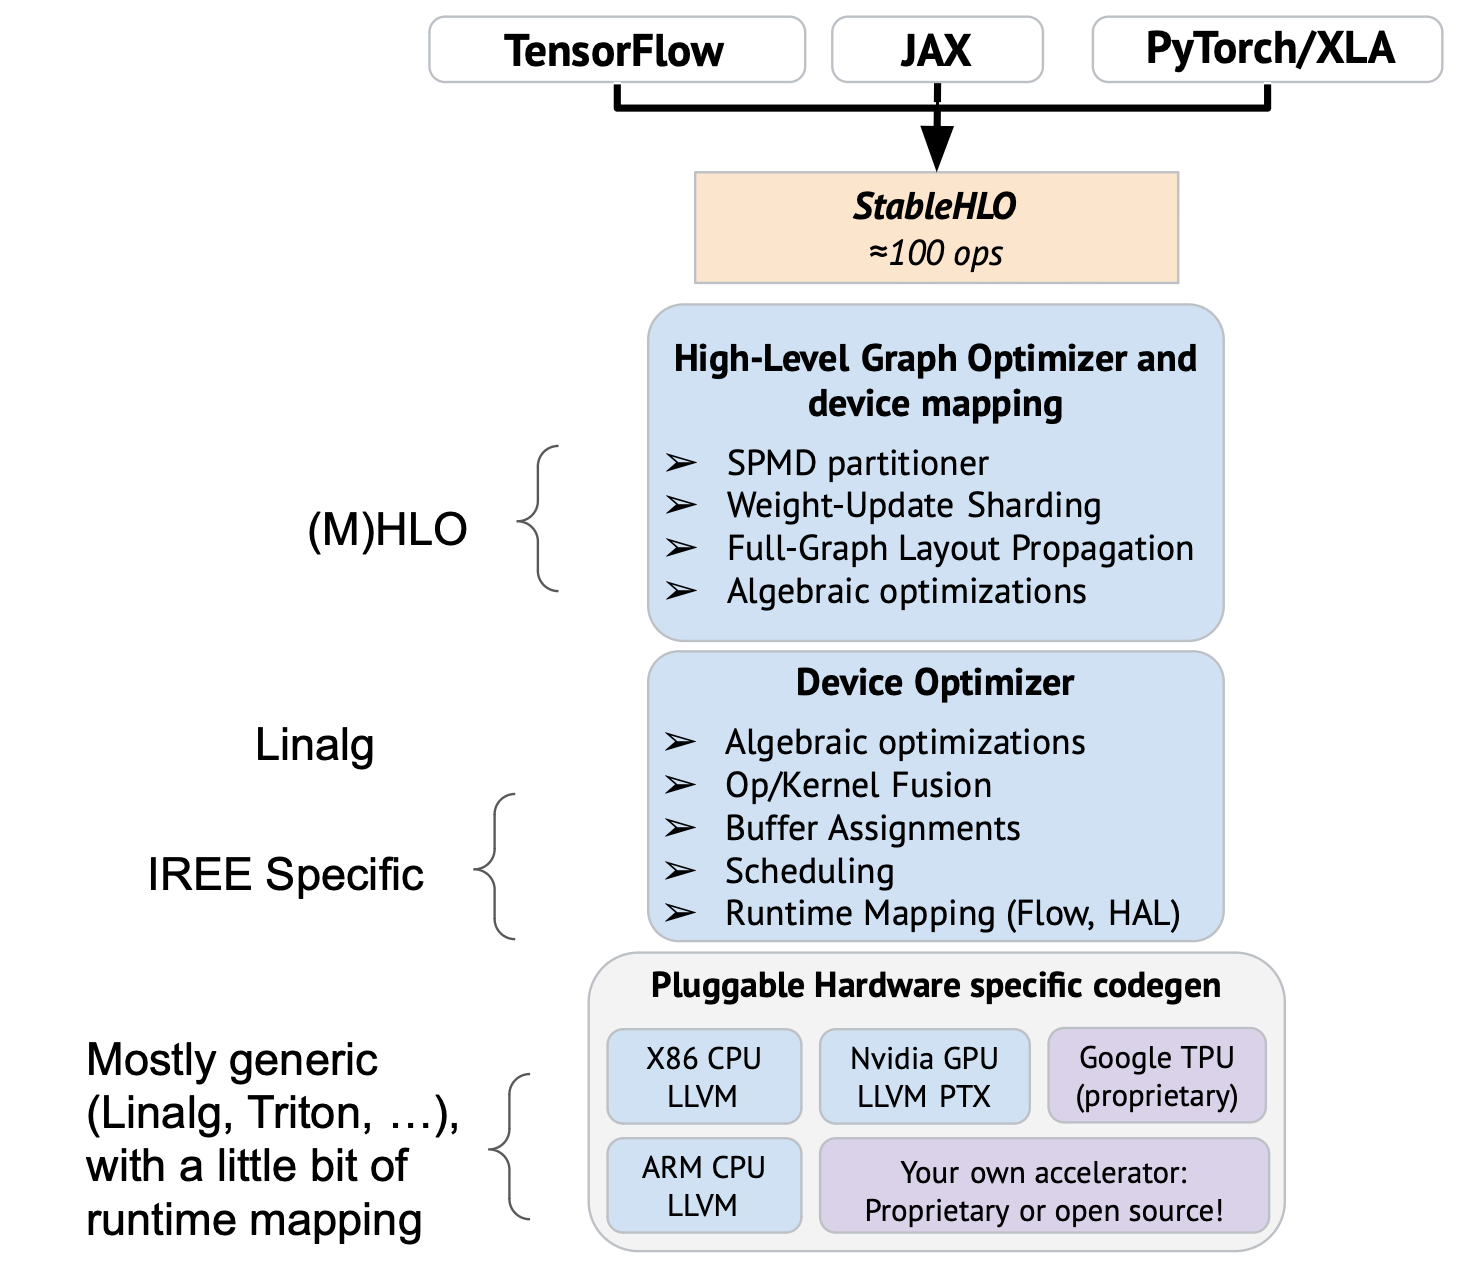 TensorFlow
JAX
PyTorch/XLA
StableHLO
≈100 ops
High-Level Graph Optimizer and
device mapping
➢ SPMD partitioner
➢ Weight-Update Sharding
➢ Full-Graph Layout Propagation
➢ Algebraic optimizations
(M)HLO
Device Optimizer
➢ Algebraic optimizations
➢ Op/Kernel Fusion
➢ Buffer Assignments
➢ Scheduling
➢ Runtime Mapping (Flow, HAL)
Linalg
IREE Specific
Pluggable Hardware specific codegen
X86 CPU
LLVM
Nvidia GPU
LLVM PTX
Google TPU
(proprietary)
ARM CPU
LLVM
Your own accelerator:
Proprietary or open source!
Mostly generic
(Linalg, Triton, …),
with a little bit of
runtime mapping